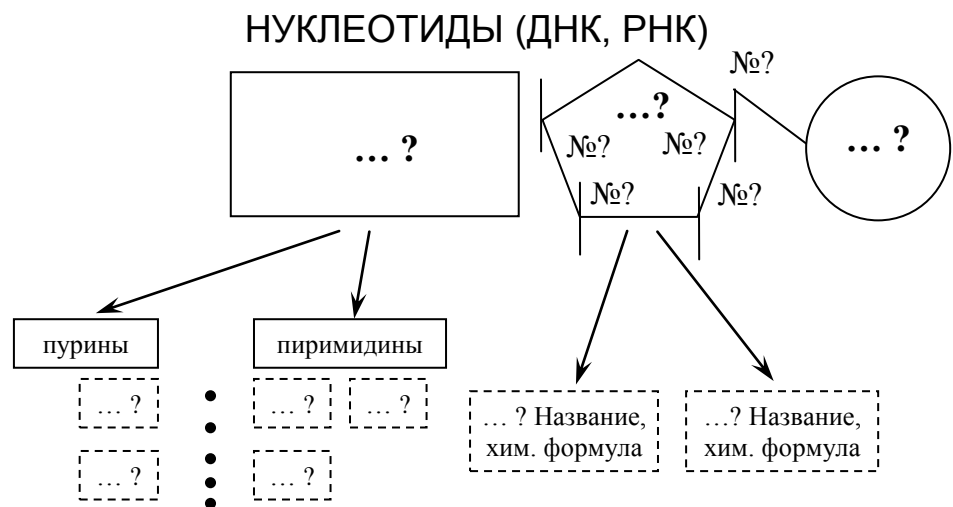 НУКЛЕОТИДЫ (ДНК, РНК)
№?
... ?
...?
... ?
№?
№?
№?
№?
пурины
пиримидины
... ?
... ?
... ?
... ? Название,
хим. формула
...? Название,
хим. формула
... ?
... ?